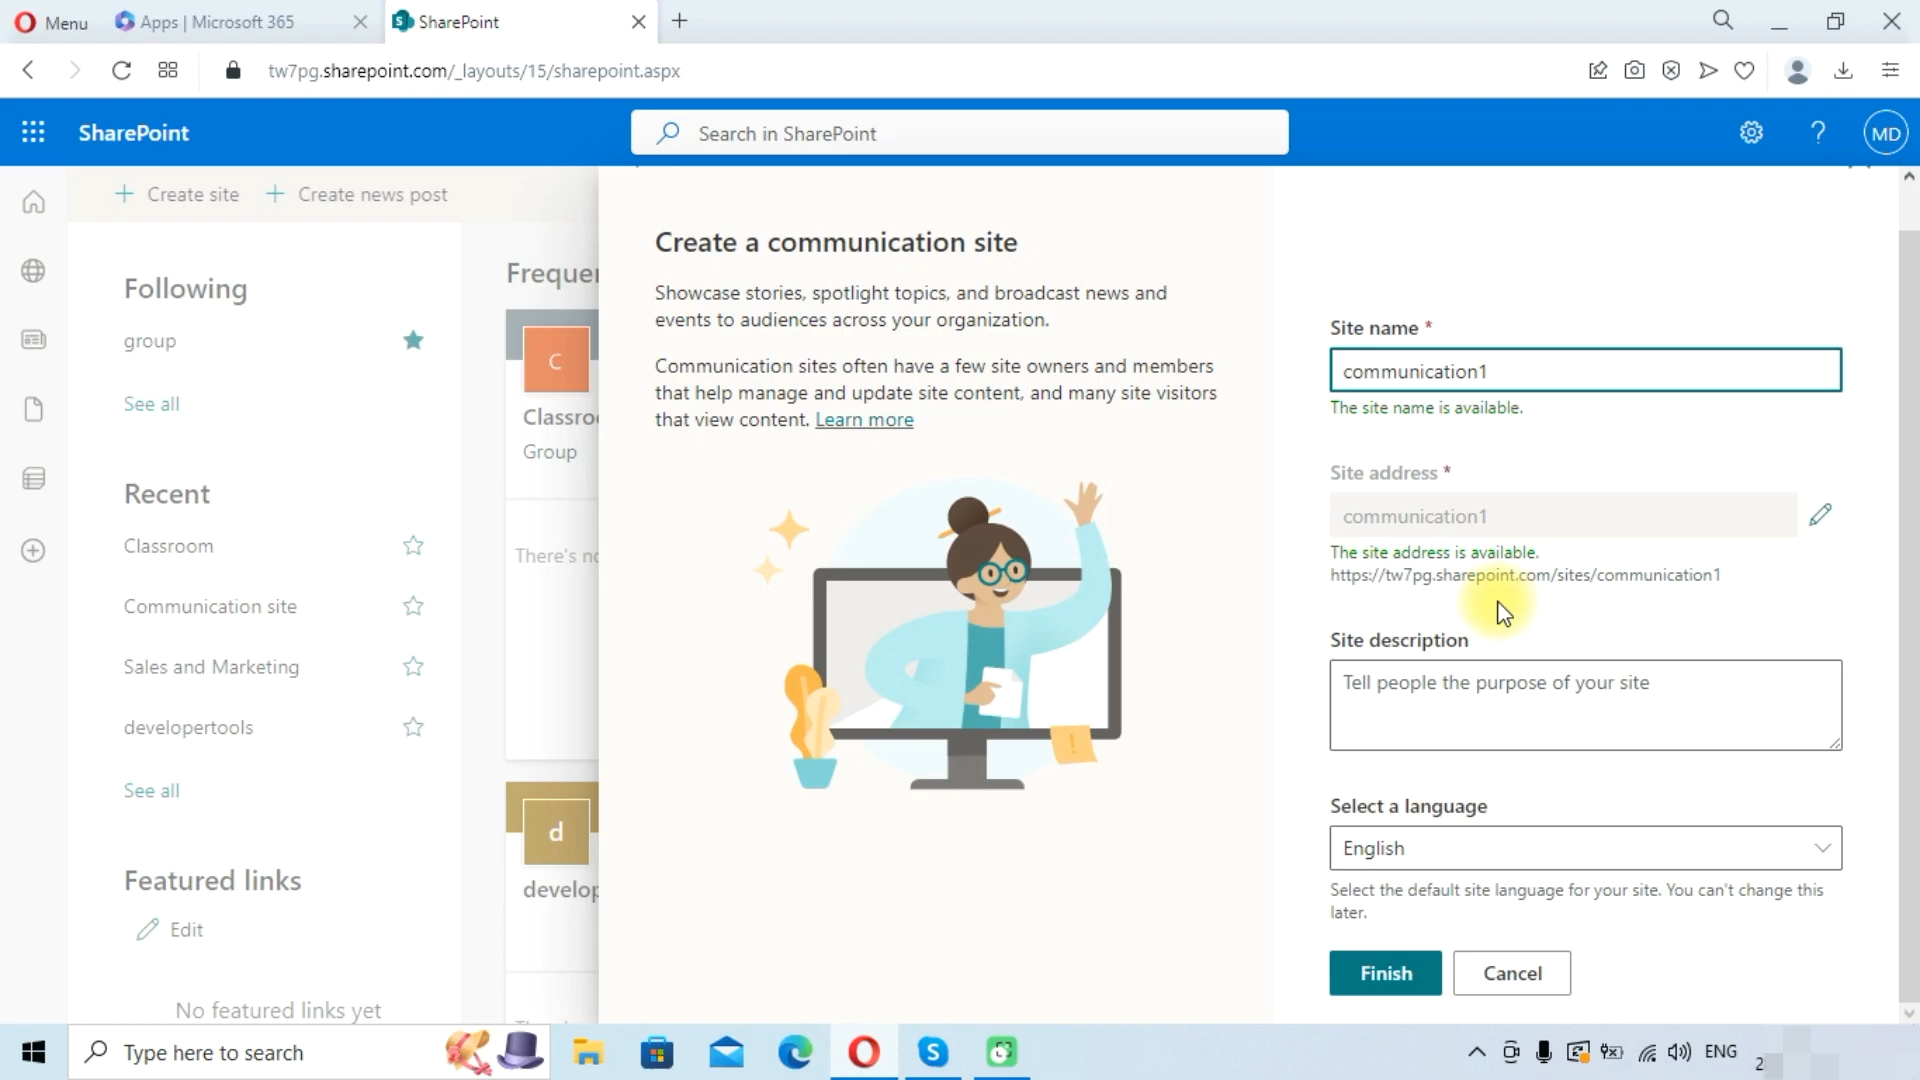 Menu
Apps | Microsoft 365
SharePoint
tw7pg.sharepoint.com/_layouts/15/sharepoint.aspx
SharePoint
Search in SharePoint
MD
Create site
Create news post
Following
group
See all
Recent
Classroom
Communication site
Sales and Marketing
developertools
See all
Featured links
Edit
No featured links yet
C
Group
d
Create a communication site
Showcase stories, spotlight topics, and broadcast news and
events to audiences across your organization.
Communication sites often have a few site owners and members
that help manage and update site content, and many site visitors
that view content. Learn more
Site name *
communication1
The site name is available.
Site address *
communication1
The site address is available.
https://tw7pg.sharepoint.com/sites/communication1
Site description
Tell people the purpose of your site
Select a language
English
Select the default site language for your site. You can't change this
later.
Finish
Cancel
Type here to search
ENG